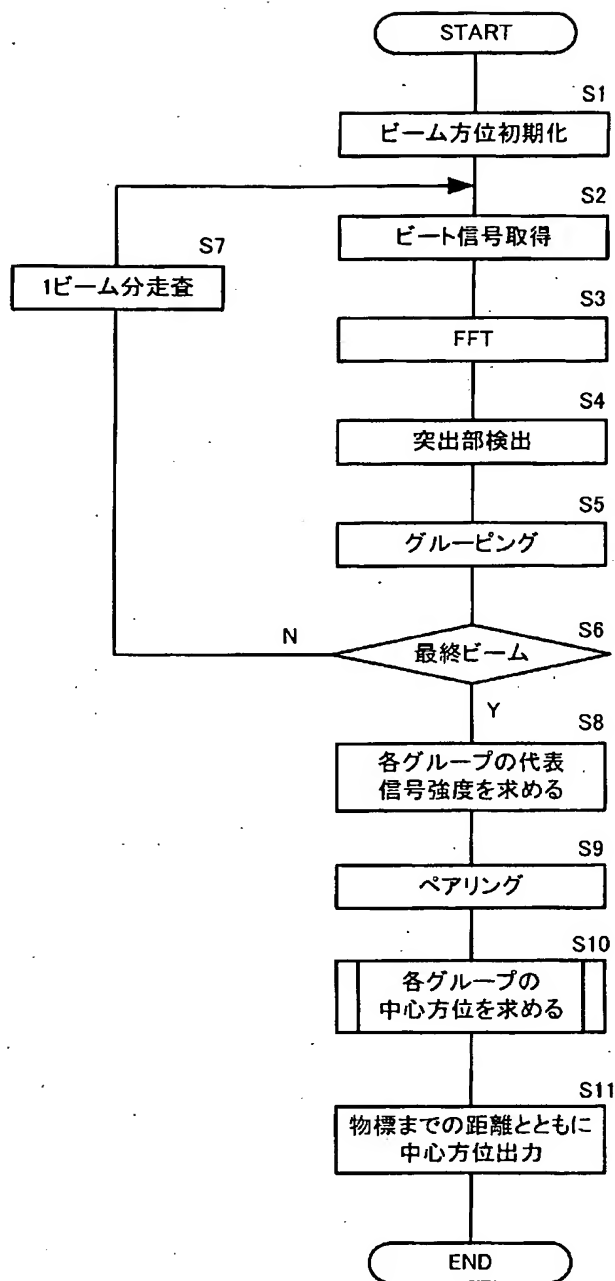 START
S1
ビーム方位初期化
S2
ビート信号取得
S7
1ビーム分走査
S3
FFT
S4
突出部検出
S5
グルーピング
S6
N
最終ビーム
Y
S8
各グループの代表
信号強度を求める
S9
ペアリング
S10
各グループの
中心方位を求める
S11
物標までの距離とともに
中心方位出力
END